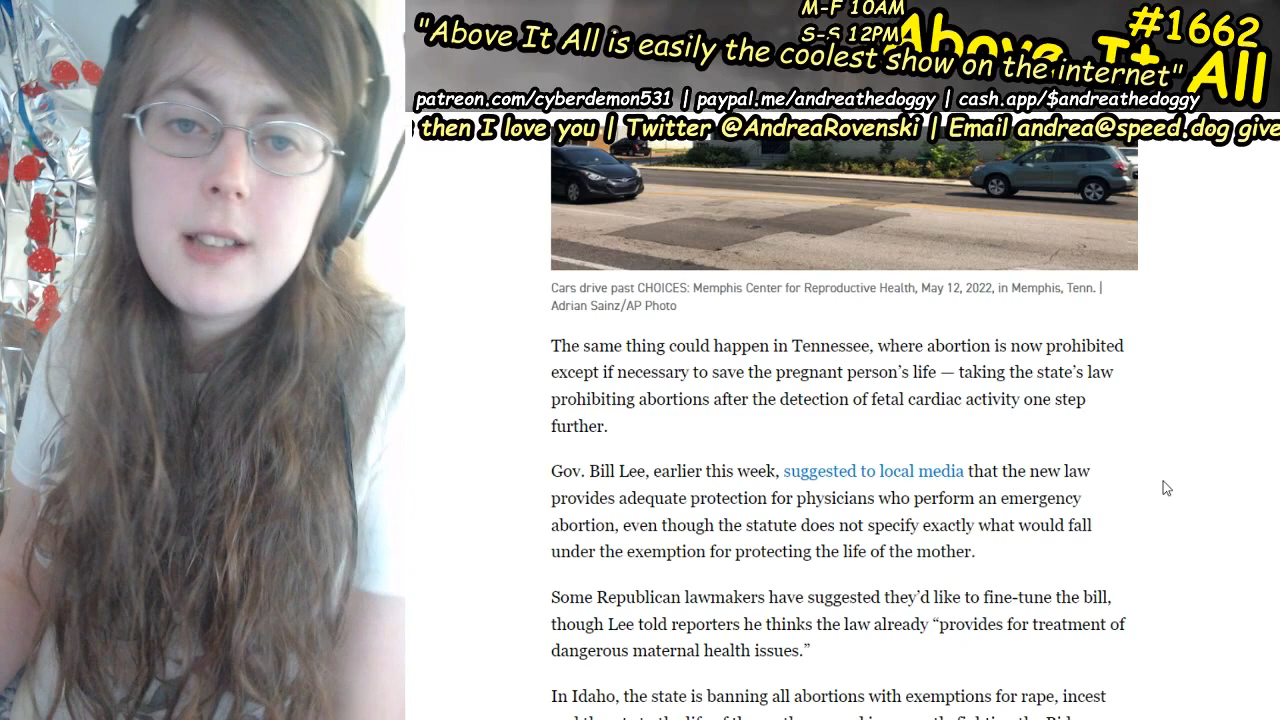 M-F 10AM
S-S 12PM
Above It All
#1662
"Above It All is easily the coolest show on the internet"
patreon.com/cyberdemon531 | paypal.me/andreathedoggy | cash.app/$andreathedoggy
then I love you | Twitter @AndreaRovenski | Email andrea@speed.dog give
Cars drive past CHOICES: Memphis Center for Reproductive Health, May 12, 2022, in Memphis, Tenn. |
Adrian Sainz/AP Photo
The same thing could happen in Tennessee, where abortion is now prohibited
except if necessary to save the pregnant person's life — taking the state's law
prohibiting abortions after the detection of fetal cardiac activity one step
further.
Gov. Bill Lee, earlier this week, suggested to local media that the new law
provides adequate protection for physicians who perform an emergency
abortion, even though the statute does not specify exactly what would fall
under the exemption for protecting the life of the mother.
Some Republican lawmakers have suggested they'd like to fine-tune the bill,
though Lee told reporters he thinks the law already “provides for treatment of
dangerous maternal health issues.”
In Idaho, the state is banning all abortions with exemptions for rape, incest